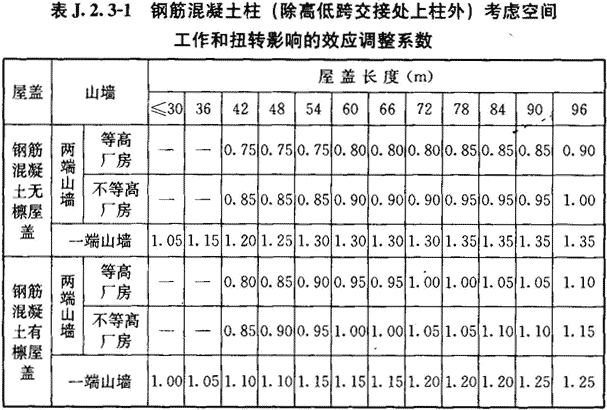 表J.2.3-1 钢筋混凝土柱（除高低跨交接处上柱外）考虑空间
工作和扭转影响的效应调整系数
屋盖 山墙 屋盖长度(m)
≤30 36 42 48 54 60 66 72 78 84 90 96
钢筋混凝土无檩屋盖 两端山墙 等高厂房 — — 0.75 0.75 0.75 0.80 0.80 0.80 0.85 0.85 0.85 0.90
不等高厂房 — — 0.85 0.85 0.85 0.90 0.90 0.90 0.95 0.95 0.95 1.00
一端山墙 1.05 1.15 1.20 1.25 1.30 1.30 1.30 1.30 1.35 1.35 1.35 1.35
钢筋混凝土有檩屋盖 两端山墙 等高厂房 — — 0.80 0.85 0.90 0.95 0.95 1.00 1.00 1.05 1.05 1.10
不等高厂房 — — 0.85 0.90 0.95 1.00 1.00 1.05 1.05 1.10 1.10 1.15
一端山墙 1.00 1.05 1.10 1.10 1.15 1.15 1.15 1.20 1.20 1.20 1.25 1.25